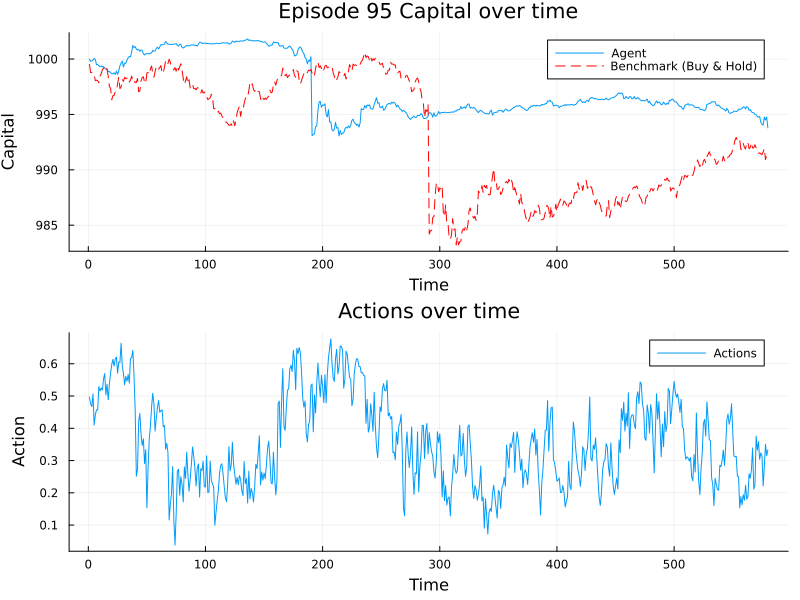 Episode 95 Capital over time
Capital
1000
995
990
985
Agent
Benchmark (Buy & Hold)
0 100 200 300 400 500
Time
Actions over time
Action
0.6
0.5
0.4
0.3
0.2
0.1
Actions
0 100 200 300 400 500
Time